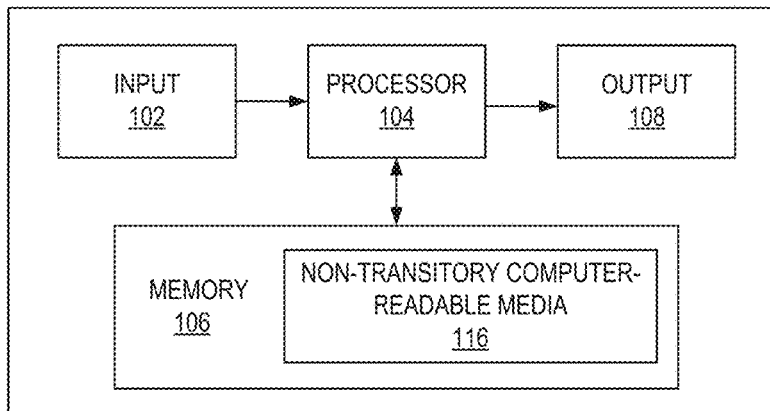 INPUT
102
PROCESSOR
104
OUTPUT
108
MEMORY
106
NON-TRANSITORY COMPUTER-
READABLE MEDIA
116